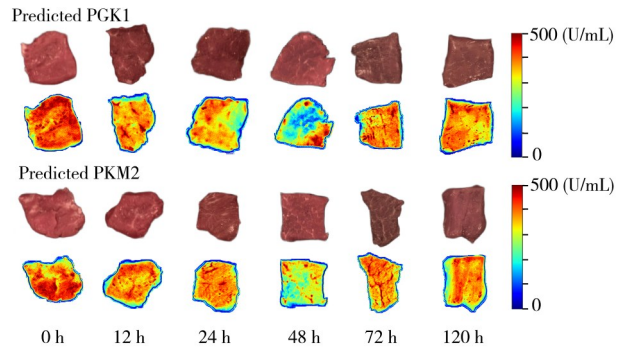 Predicted PGK1
500 (U/mL)
0
Predicted PKM2
500 (U/mL)
0
0 h 12 h 24 h 48 h 72 h 120 h